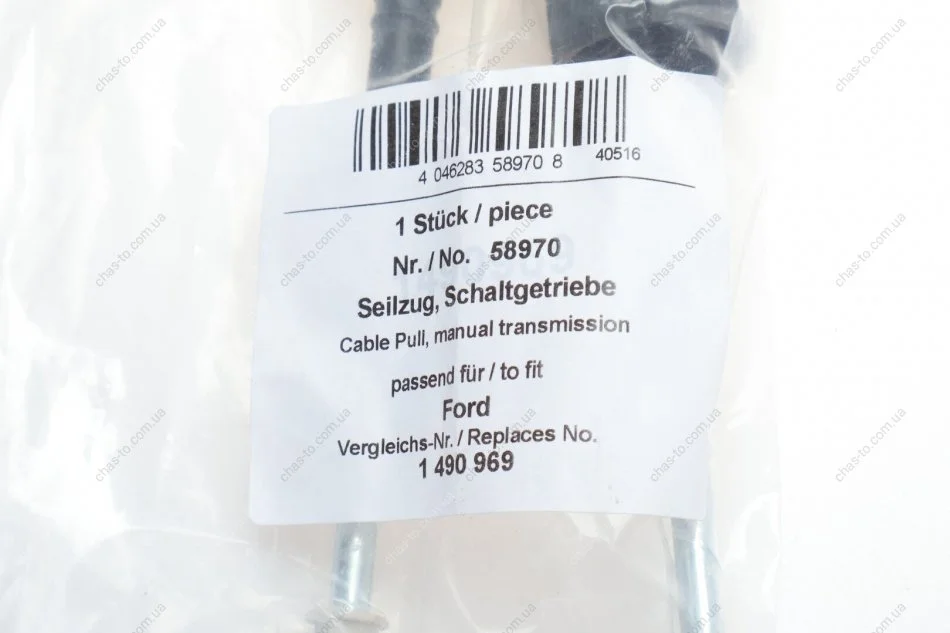 4 046283 58970 8 40516
1 Stück / piece
Nr. / No. 58970
Seilzug, Schaltgetriebe
Cable Pull, manual transmission
passend für / to fit
Ford
Vergleichs-Nr. / Replaces No.
1 490 969
chas-to.com.ua